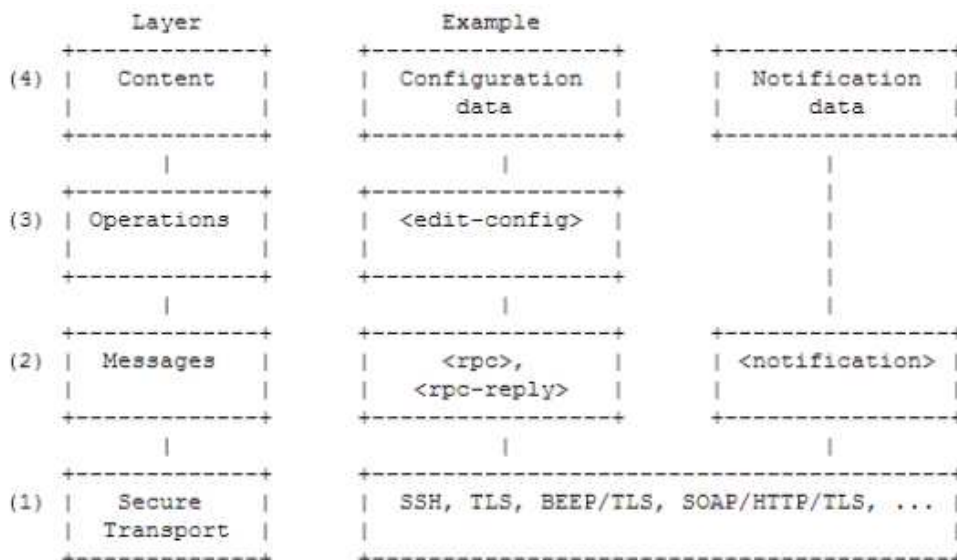 Layer Example
(4) Content Configuration Notification
data data
(3) Operations <edit-config>
(2) Messages <rpc>, <notification>
<rpc-reply>
(1) Secure SSH, TLS, BEEP/TLS, SOAP/HTTP/TLS, ...
Transport